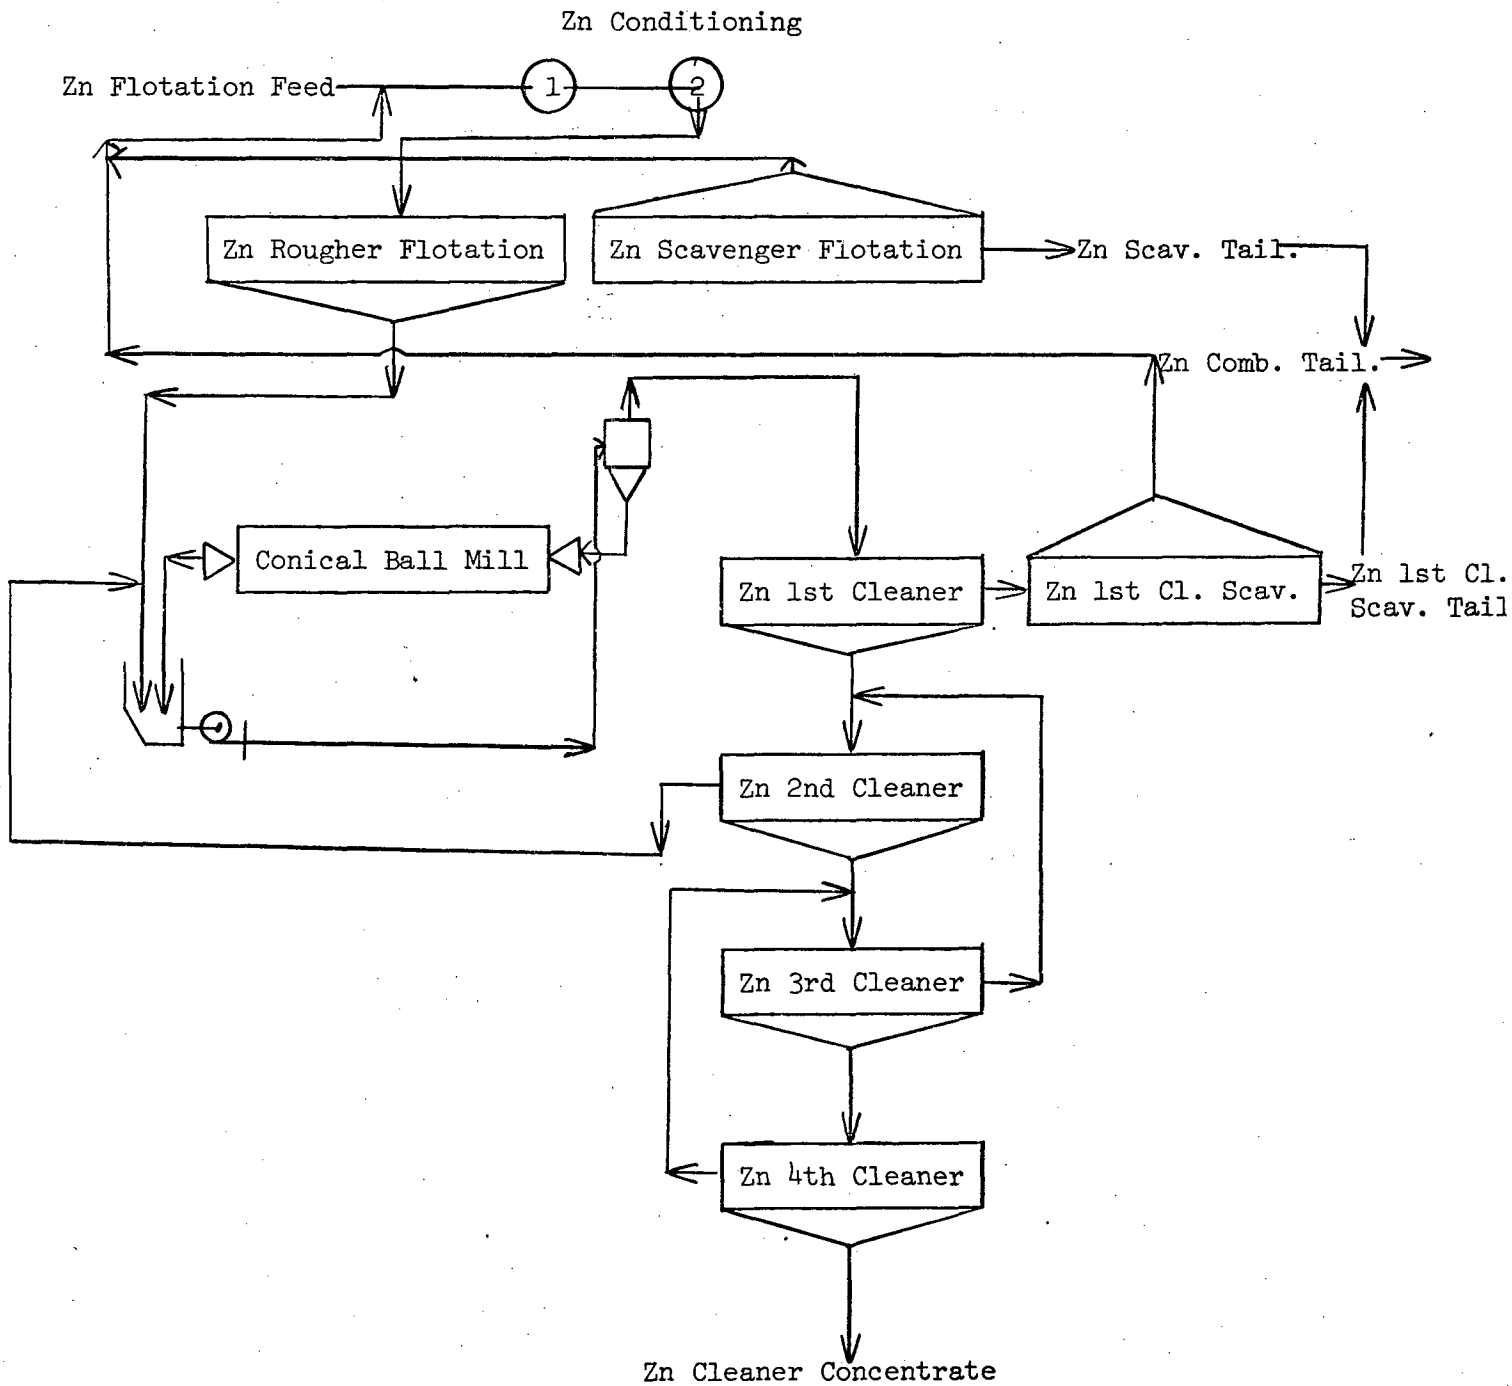 Zn Conditioning
Zn Flotation Feed
1
2
Zn Rougher Flotation
Zn Scavenger Flotation
Zn Scav. Tail.
Zn Comb. Tail.
Conical Ball Mill
Zn 1st Cleaner
Zn 1st Cl. Scav.
Zn 1st Cl.
Scav. Tail
Zn 2nd Cleaner
Zn 3rd Cleaner
Zn 4th Cleaner
Zn Cleaner Concentrate